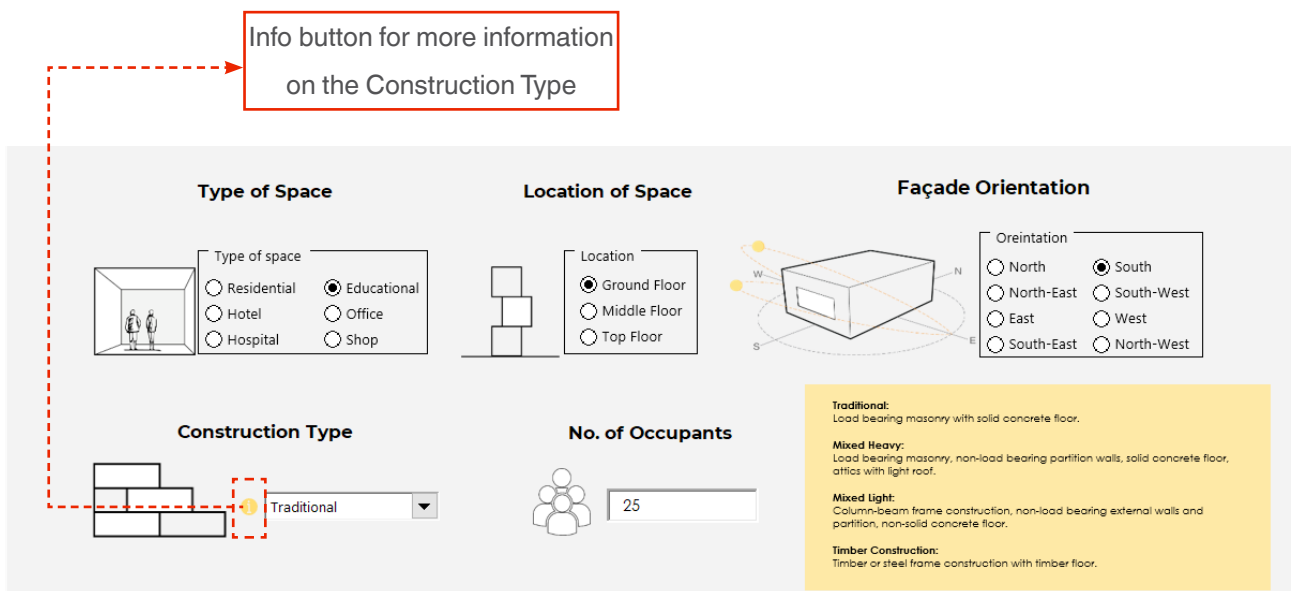 Info button for more information
on the Construction Type
Type of Space
Type of space
Residential
Educational
Hotel
Office
Hospital
Shop
Location of Space
Location
Ground Floor
Middle Floor
Top Floor
Façade Orientation
W
N
S
E
Oreintation
North
South
North-East
South-West
East
West
South-East
North-West
Construction Type
Traditional
No. of Occupants
25
Traditional:
Load bearing masonry with solid concrete floor.
Mixed Heavy:
Load bearing masonry, non-load bearing partition walls, solid concrete floor,
attics with light roof.
Mixed Light:
Column-beam frame construction, non-load bearing external walls and
partition, non-solid concrete floor.
Timber Construction:
Timber or steel frame construction with timber floor.